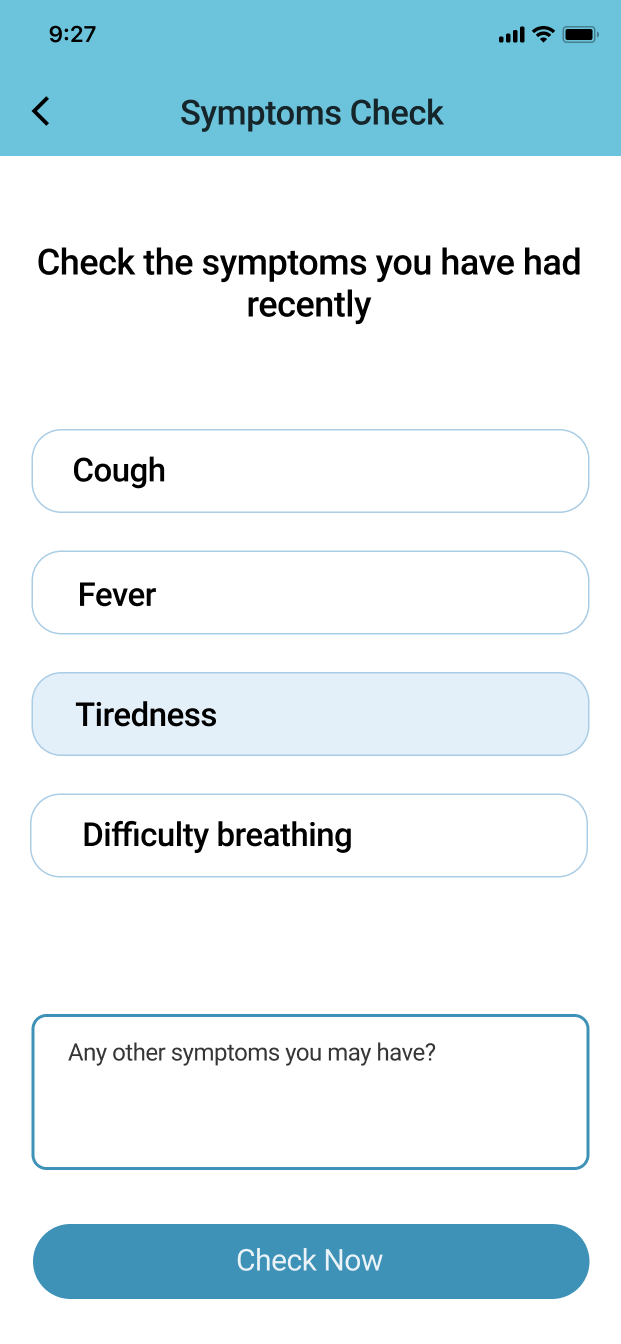 9:27
Symptoms Check
Check the symptoms you have had
recently
Cough
Fever
Tiredness
Difficulty breathing
Any other symptoms you may have?
Check Now